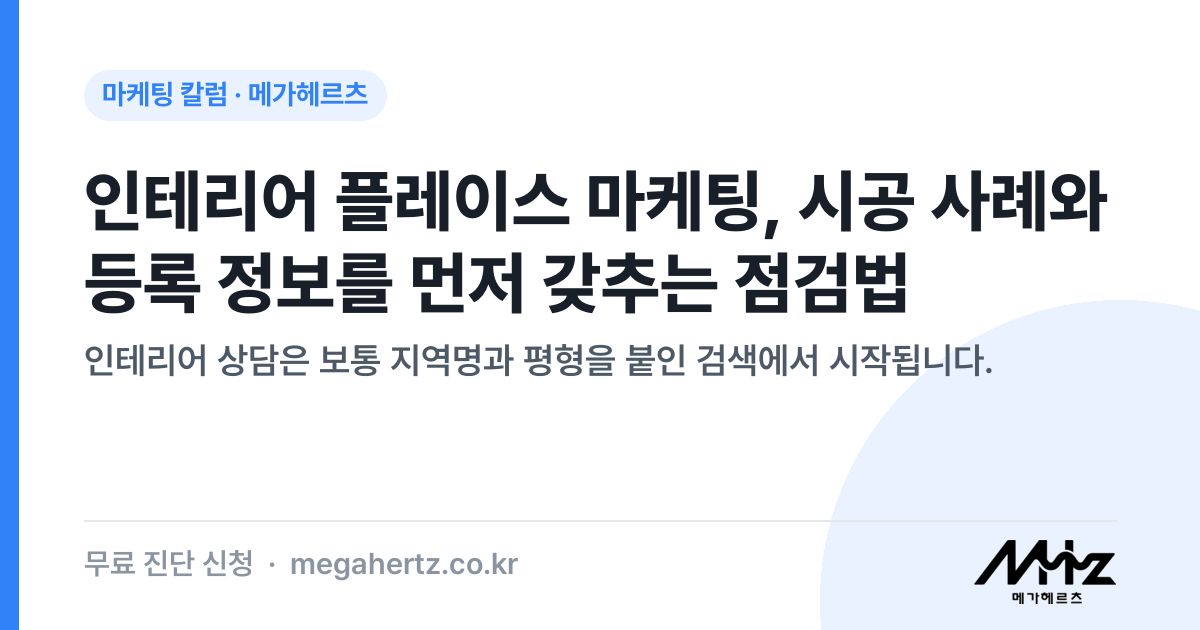 마케팅 칼럼 · 메가헤르츠
인테리어 플레이스 마케팅, 시공 사례와
등록 정보를 먼저 갖추는 점검법
인테리어 상담은 보통 지역명과 평형을 붙인 검색에서 시작됩니다.
무료 진단 신청 · megahertz.co.kr
MHz
메가헤르츠